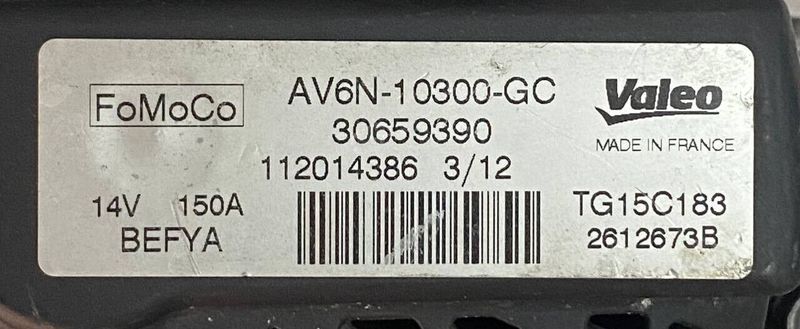 FoMoCo
AV6N-10300-GC
30659390
112014386 3/12
14V 150A
BEFYA
Valeo
MADE IN FRANCE
TG15C183
2612673B